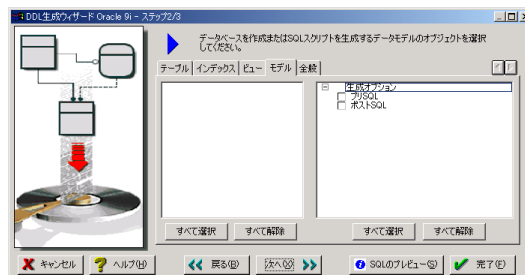 DDL生成ウィザード Oracle 9i - ステップ2/3
データベースを作成またはSQLスクリプトを生成するデータモデルのオブジェクトを選択
してください。
テーブル インデックス ビュー モデル 全般
生成オプション
プリSQL
ポストSQL
すべて選択 すべて解除 すべて選択 すべて解除
キャンセル ヘルプ(H) 戻る(B) 次へ(N) SQLのプレビュー(S) 完了(F)